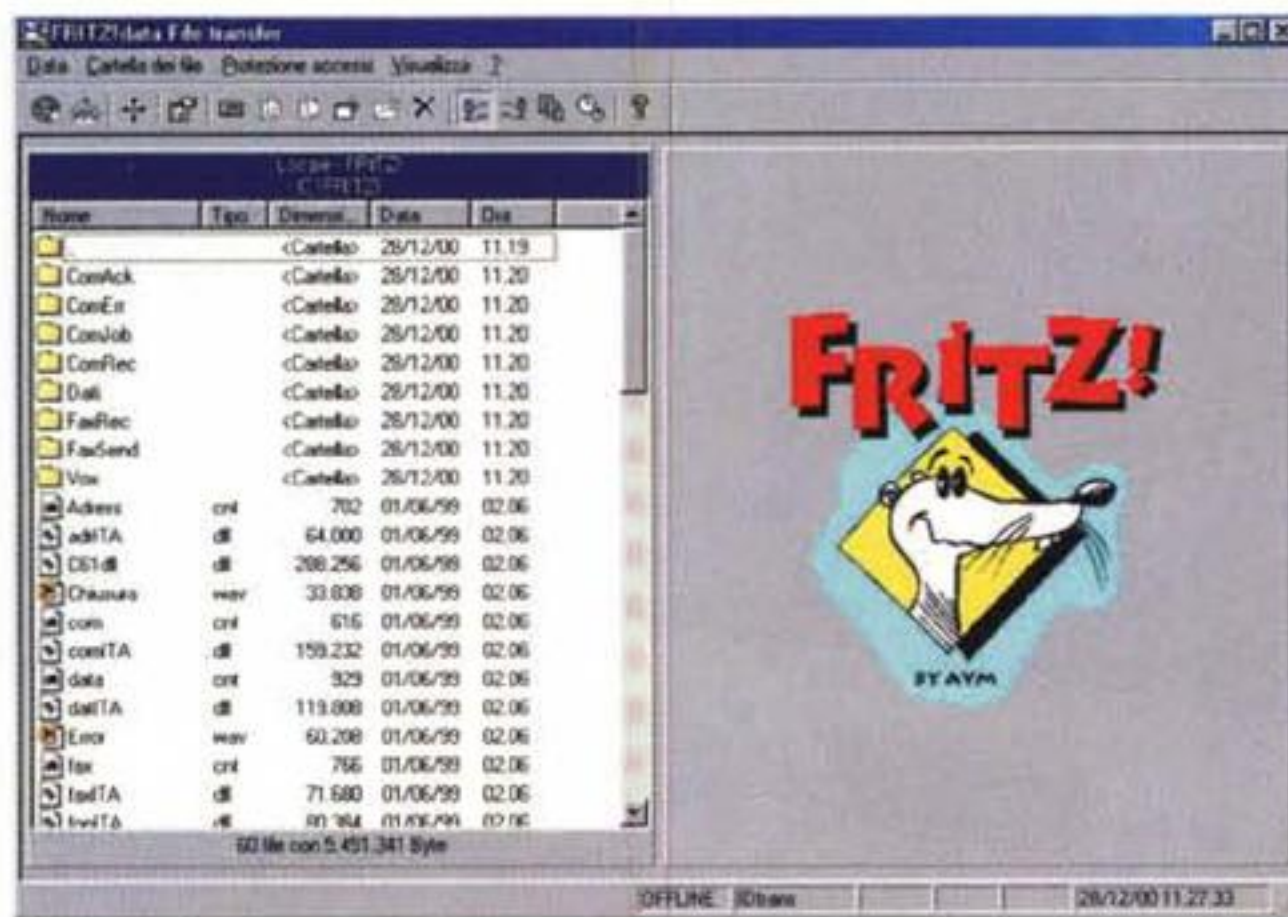 FRITZ!data File transfer
Data Cartella dei file Protezione accessi Visualizza ?
Locale: FRITZ!
C:\FRITZ!
Nome Tipo Dimensi... Data Ora
. <Cartella> 28/12/00 11.19
ComAck <Cartella> 28/12/00 11.20
ComErr <Cartella> 28/12/00 11.20
ComJob <Cartella> 28/12/00 11.20
ComRec <Cartella> 28/12/00 11.20
Dati <Cartella> 28/12/00 11.20
FaxRec <Cartella> 28/12/00 11.20
FaxSend <Cartella> 28/12/00 11.20
Vox <Cartella> 28/12/00 11.20
Adress cnt 702 01/06/99 02.06
adrITA dll 64.000 01/06/99 02.06
C61dll dll 208.256 01/06/99 02.06
Chiusura wav 33.838 01/06/99 02.06
com cnt 616 01/06/99 02.06
comITA dll 159.232 01/06/99 02.06
data cnt 929 01/06/99 02.06
datITA dll 119.808 01/06/99 02.06
Error wav 60.208 01/06/99 02.06
fax cnt 766 01/06/99 02.06
faxITA dll 71.680 01/06/99 02.06
dll 80.384 01/06/99 02.06
60 file con 5.491.341 Byte
FRITZ!
BY AVM
OFFLINE IDtrans 28/12/00 11.27.33